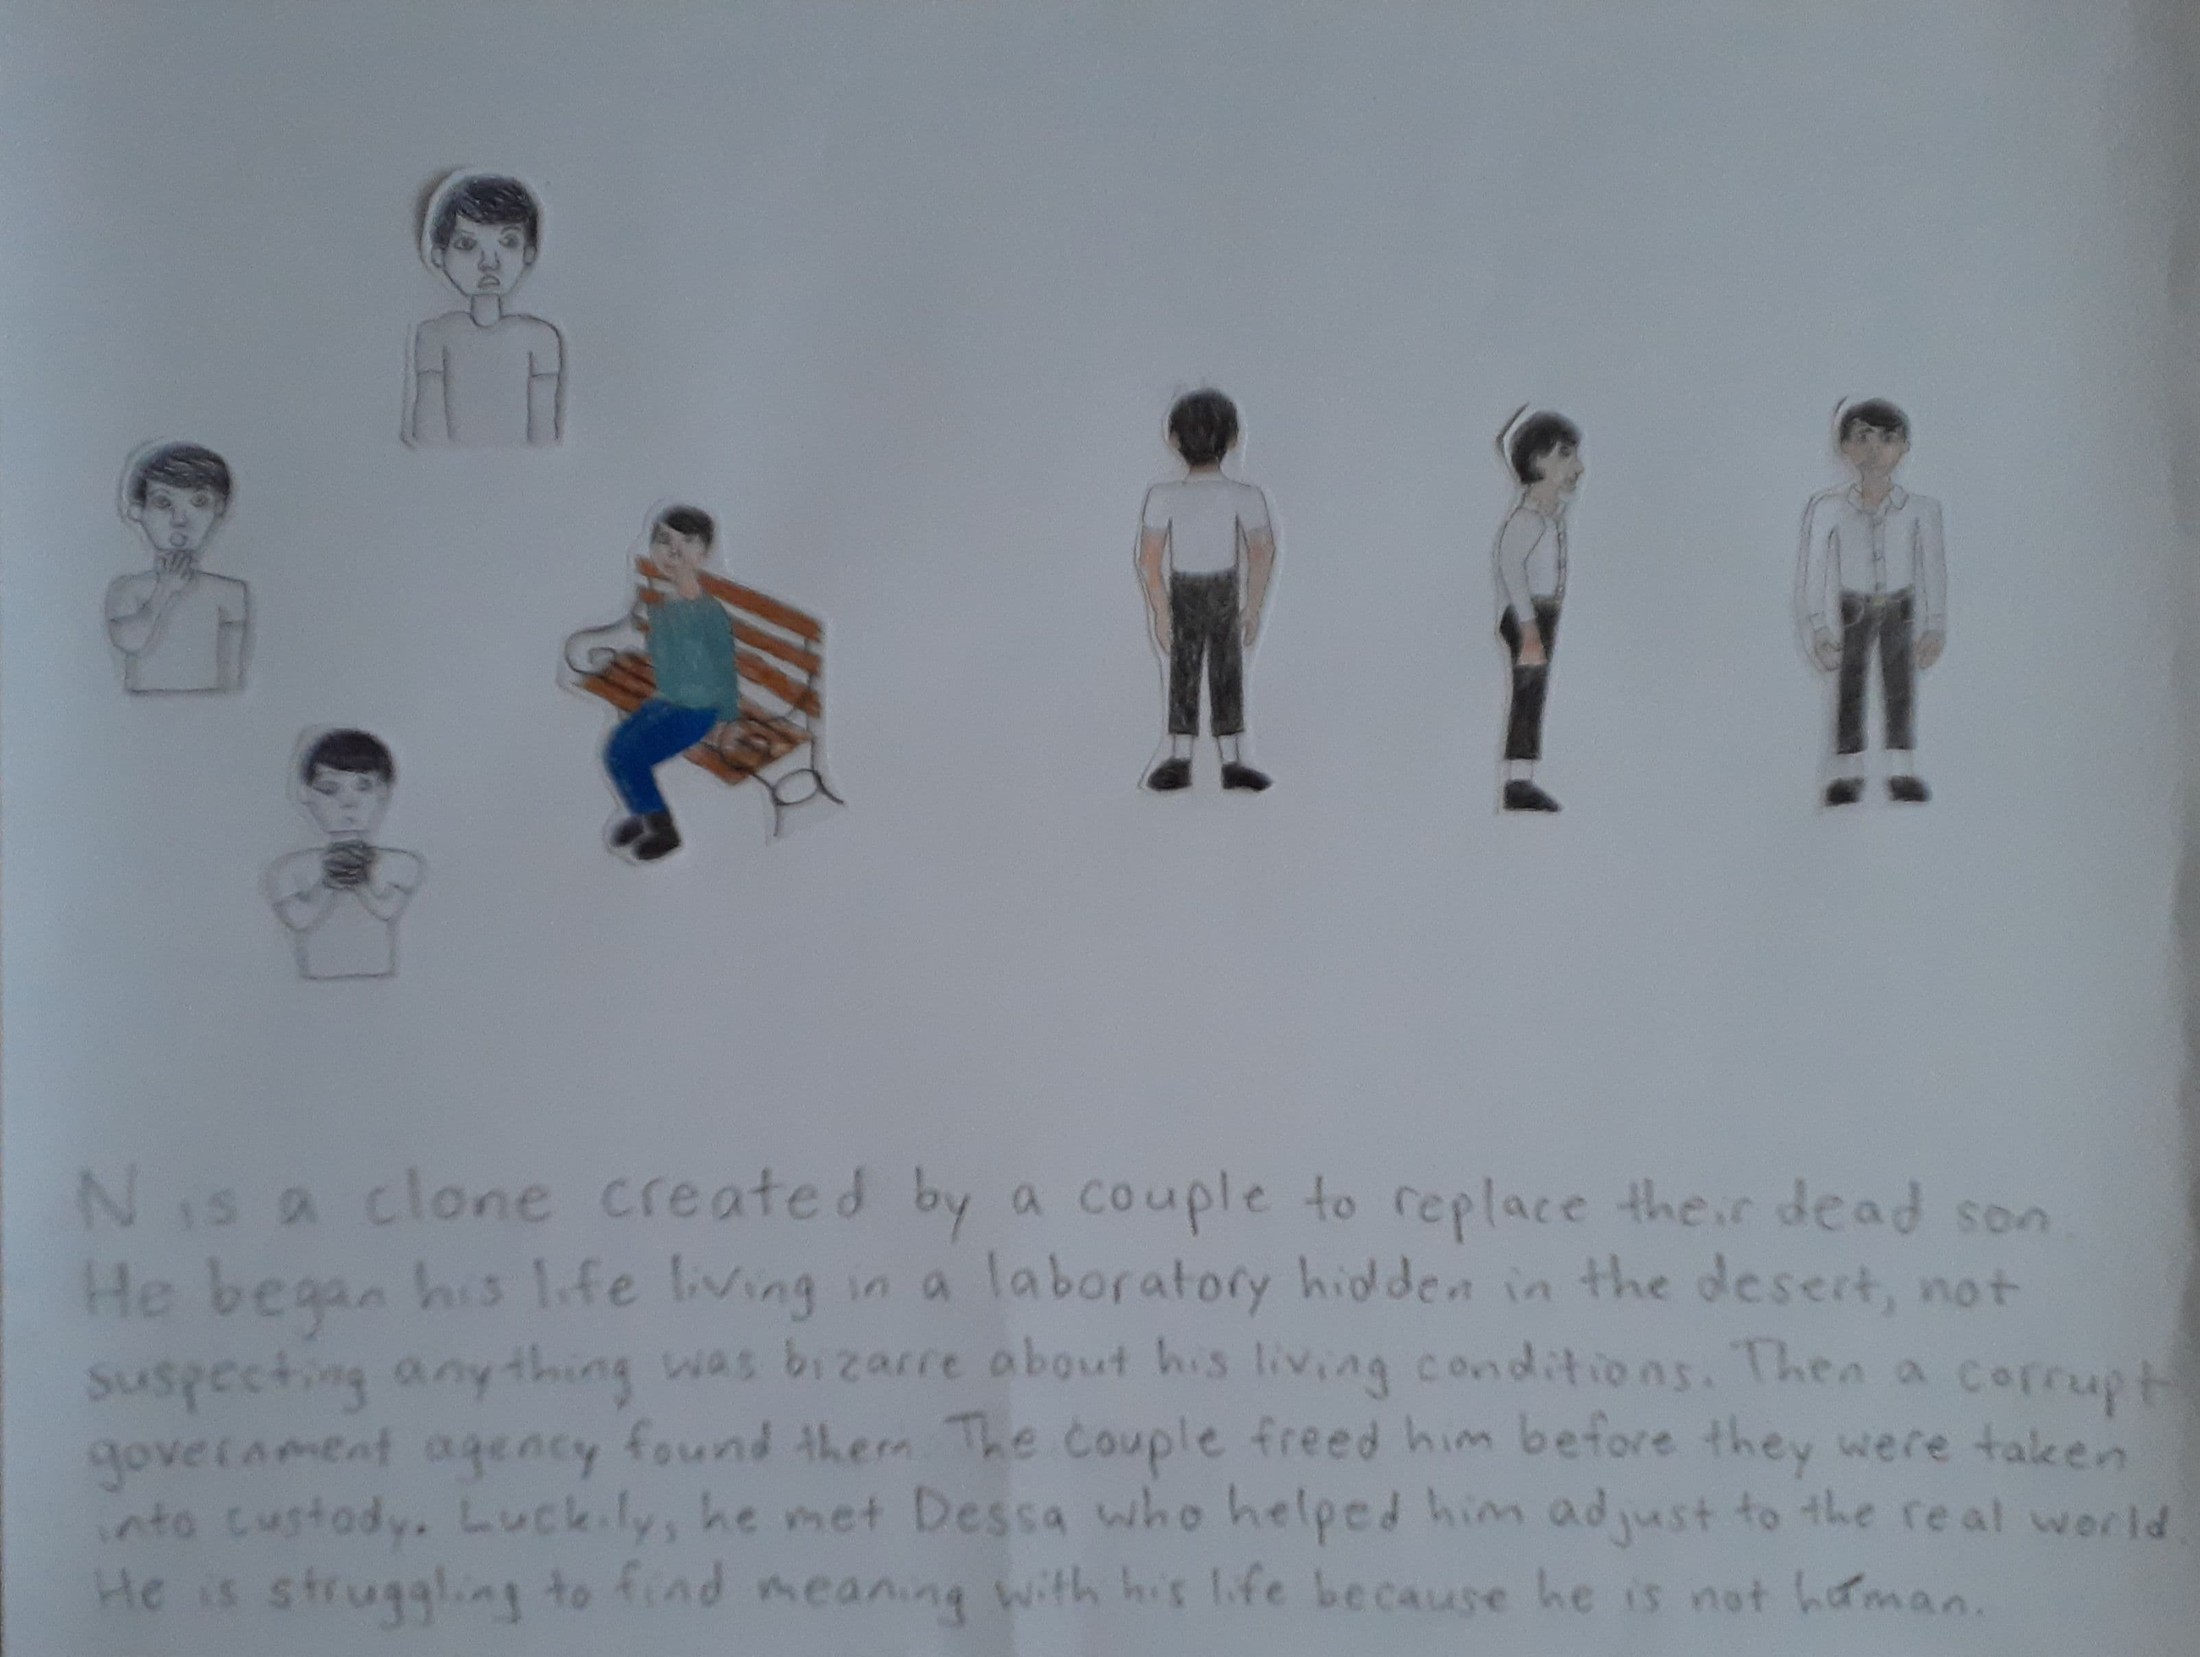 N is a clone created by a couple to replace their dead son.
He began his life living in a laboratory hidden in the desert, not
suspecting anything was bizarre about his living conditions. Then a corrupt
government agency found them. The couple freed him before they were taken
into custody. Luckily, he met Dessa who helped him adjust to the real world.
He is struggling to find meaning with his life because he is not human.